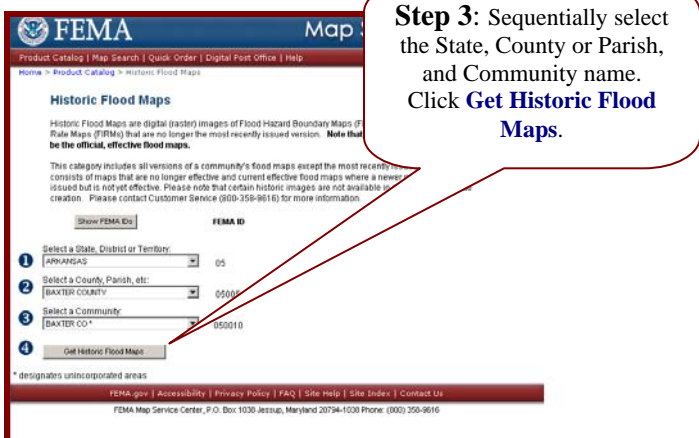 FEMA
Map
Step 3: Sequentially select
the State, County or Parish,
and Community name.
Click Get Historic Flood
Maps.
Product Catalog | Map Search | Quick Order | Digital Post Office | Help
Home > Product Catalog > Historic Flood Maps
Historic Flood Maps
Historic Flood Maps are digital (raster) images of Flood Hazard Boundary Maps
Rate Maps (FIRMs) that are no longer the most recently issued version. Note that
be the official, effective flood maps.
This category includes all versions of a community's flood maps except the most recently
consists of maps that are no longer effective and current effective flood maps where a newer
issued but is not yet effective. Please note that certain historic images are not available in
creation. Please contact Customer Service (800-358-9616) for more information.
Show FEMA IDs FEMA ID
Select a State, District or Territory:
1 ARKANSAS 05
Select a County, Parish, etc:
2 BAXTER COUNTY
Select a Community:
3 BAXTER CO * 050010
4 Get Historic Flood Maps
* designates unincorporated areas
FEMA.gov | Accessibility | Privacy Policy | FAQ | Site Help | Site Index | Contact Us
FEMA Map Service Center, P.O. Box 1038 Jessup, Maryland 20794-1038 Phone: (800) 358-9616